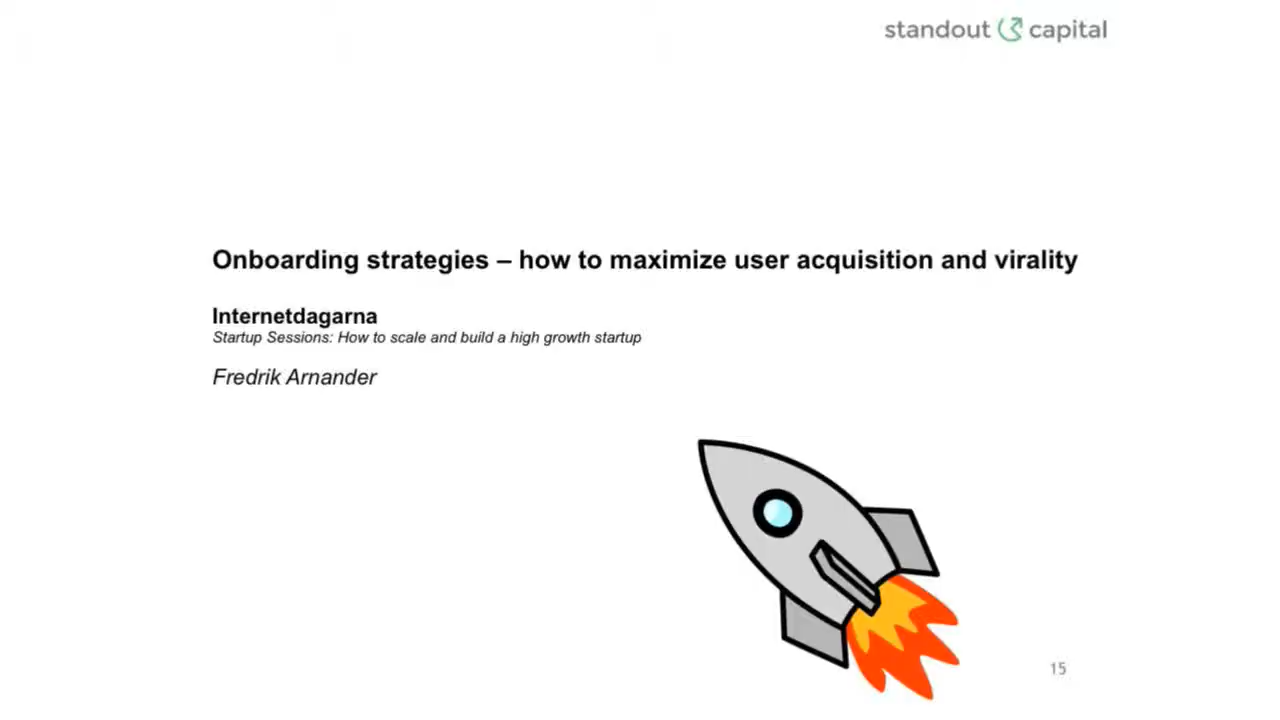 standout capital
Onboarding strategies – how to maximize user acquisition and virality
Internetdagarna
Startup Sessions: How to scale and build a high growth startup
Fredrik Arnander
15